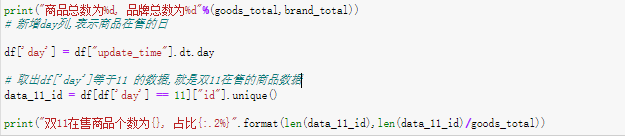 print("商品总数为%d, 品牌总数为%d"%(goods_total,brand_total))
# 新增day列,表示商品在售的日
df['day'] = df["update_time"].dt.day
# 取出df['day']等于11 的数据,就是双11在售的商品数据
data_11_id = df[df['day'] == 11]["id"].unique()
print("双11在售商品个数为{}, 占比{:.2%}".format(len(data_11_id),len(data_11_id)/goods_total))